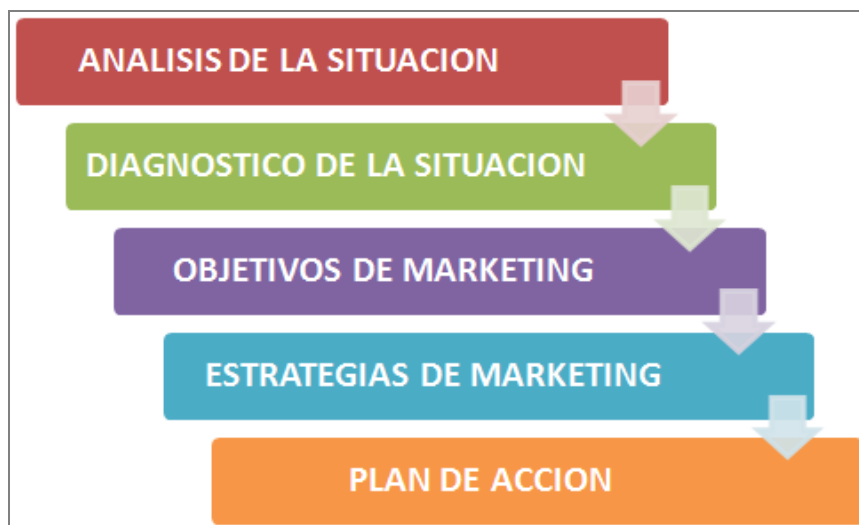 ANALISIS DE LA SITUACION
DIAGNOSTICO DE LA SITUACION
OBJETIVOS DE MARKETING
ESTRATEGIAS DE MARKETING
PLAN DE ACCION